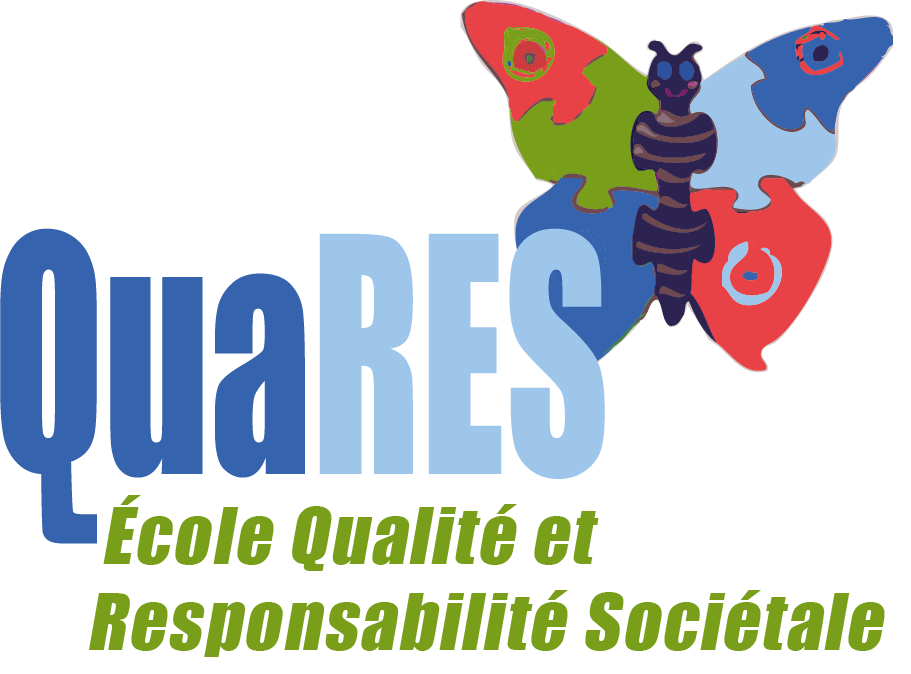 QuaRES
École Qualité et
Responsabilité Sociétale